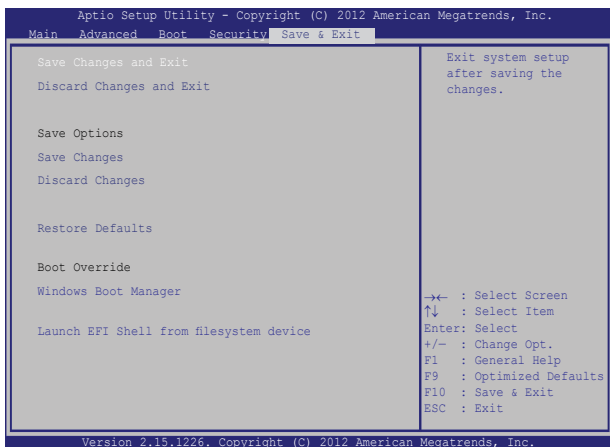 Aptio Setup Utility - Copyright (C) 2012 American Megatrends, Inc.
Main Advanced Boot Security Save & Exit
Save Changes and Exit
Discard Changes and Exit
Save Options
Save Changes
Discard Changes
Restore Defaults
Boot Override
Windows Boot Manager
Launch EFI Shell from filesystem device
Exit system setup
after saving the
changes.
→← : Select Screen
↑↓ : Select Item
Enter: Select
+/— : Change Opt.
F1 : General Help
F9 : Optimized Defaults
F10 : Save & Exit
ESC : Exit
Version 2.15.1226. Copyright (C) 2012 American Megatrends, Inc.